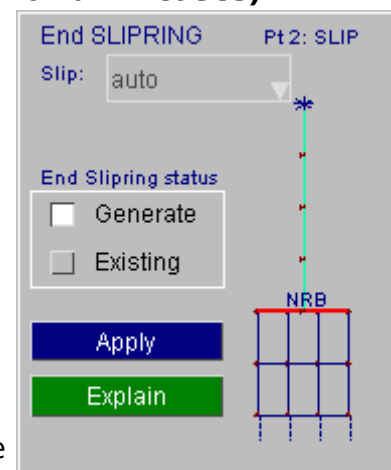 End SLIPRING
Pt 2: SLIP
Slip:
auto
End Slipring status
Generate
Existing
NRB
Apply
Explain
e